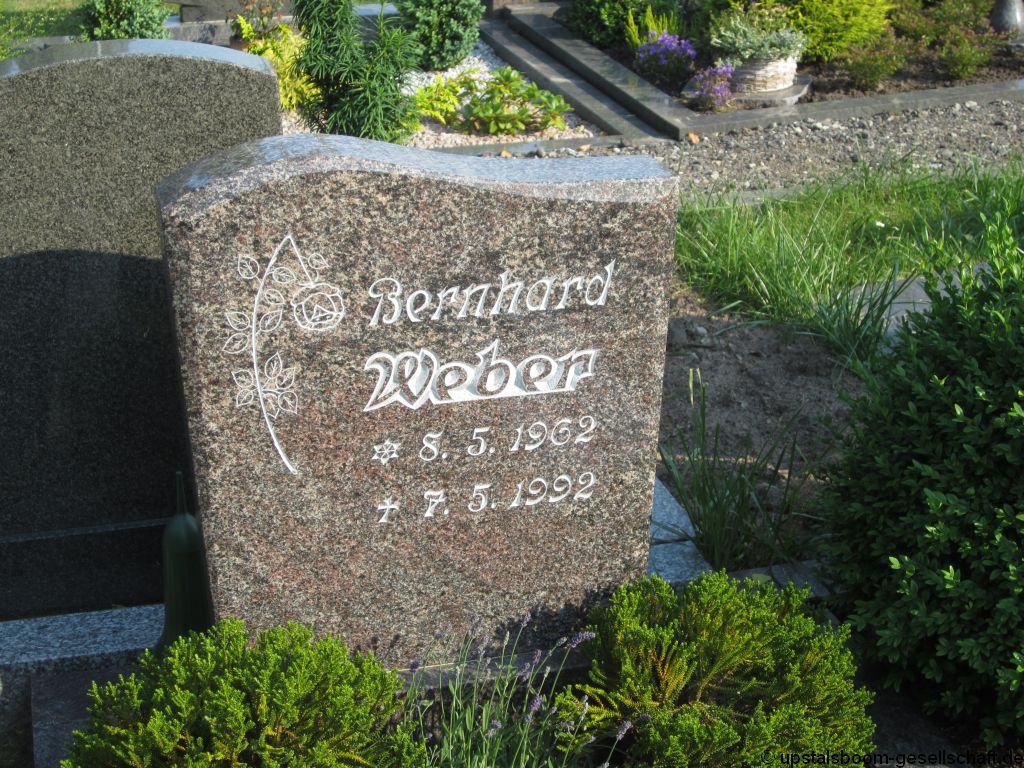 Bernhard
Weber
8. 5. 1962
✝ 7. 5. 1992
© upstalsboom-gesellschaft.de